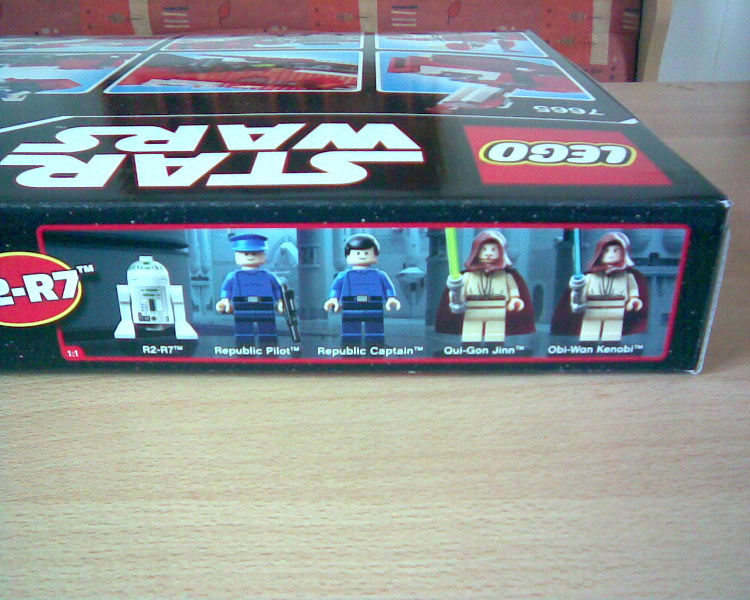 7665
STAR
WARS
LEGO
2-R7™
1:1
R2-R7™
Republic Pilot™
Republic Captain™
Qui-Gon Jinn™
Obi-Wan Kenobi™